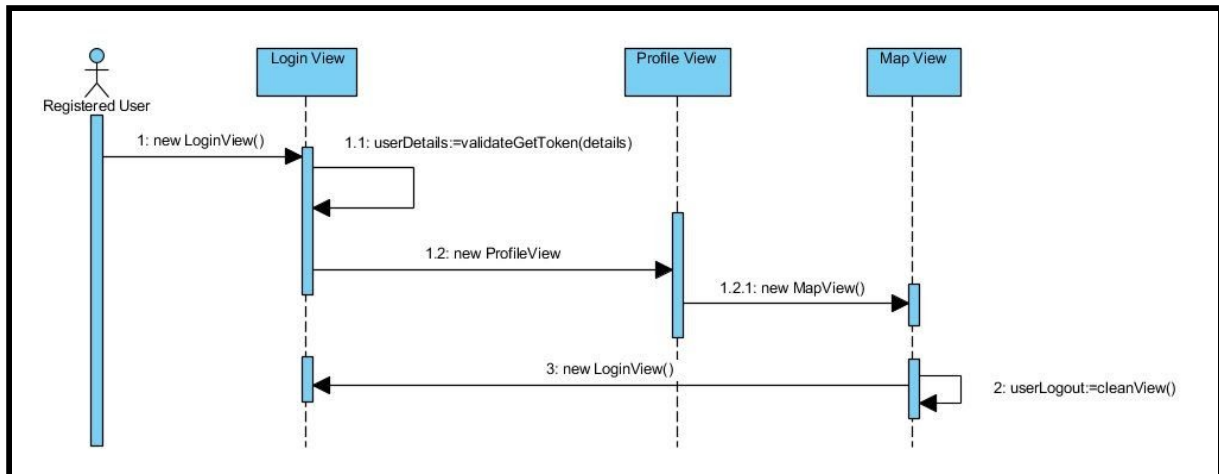 Login View
Profile View
Map View
Registered User
1: new LoginView()
1.1: userDetails:=validateGetToken(details)
1.2: new ProfileView
1.2.1: new MapView()
3: new LoginView()
2: userLogout:=cleanView()